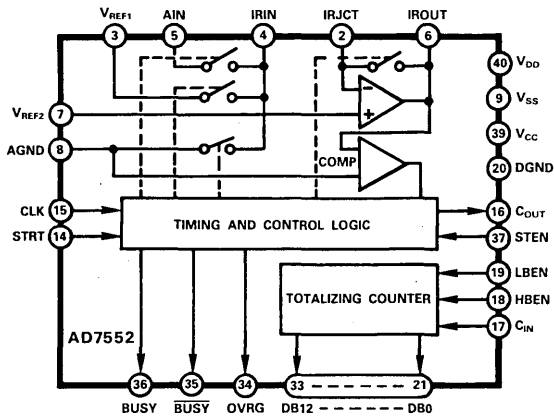 VREF1 AIN IRIN IRJCT IROUT
3 5 4 2 6
40 VDD
9 VSS
VREF2 7
− +
39 VCC
AGND 8
COMP
20 DGND
CLK 15
TIMING AND CONTROL LOGIC
16 COUT
STRT 14
37 STEN
19 LBEN
TOTALIZING COUNTER
18 HBEN
17 CIN
AD7552
36 35 34 33 21
BUSY BUSY OVRG DB12 DB0